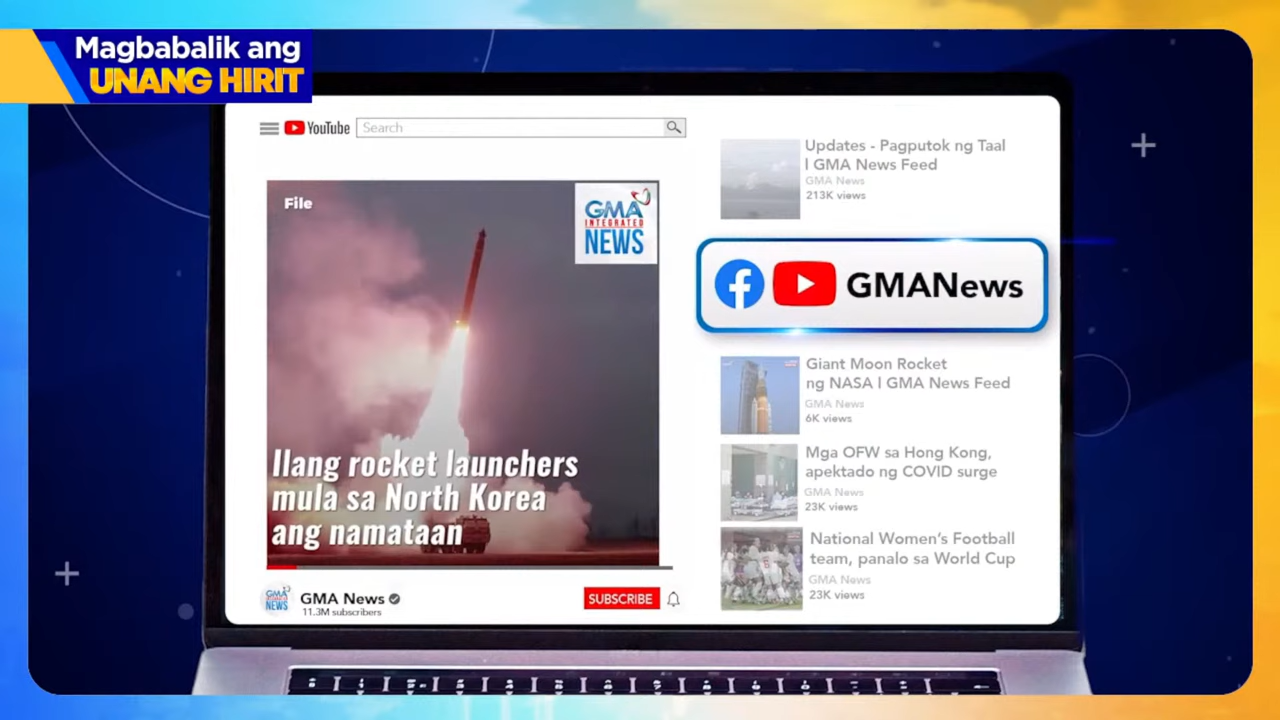 Magbabalik ang
UNANG HIRIT
YouTube
Search
File
GMA
INTEGRATED
NEWS
Ilang rocket launchers
mula sa North Korea
ang namataan
GMA
INTEGRATED
NEWS
GMA News
11.3M subscribers
SUBSCRIBE
Updates - Pagputok ng Taal
l GMA News Feed
GMA News
213K views
GMANews
Giant Moon Rocket
ng NASA l GMA News Feed
GMA News
6K views
Mga OFW sa Hong Kong,
apektado ng COVID surge
GMA News
23K views
National Women's Football
team, panalo sa World Cup
GMA News
23K views